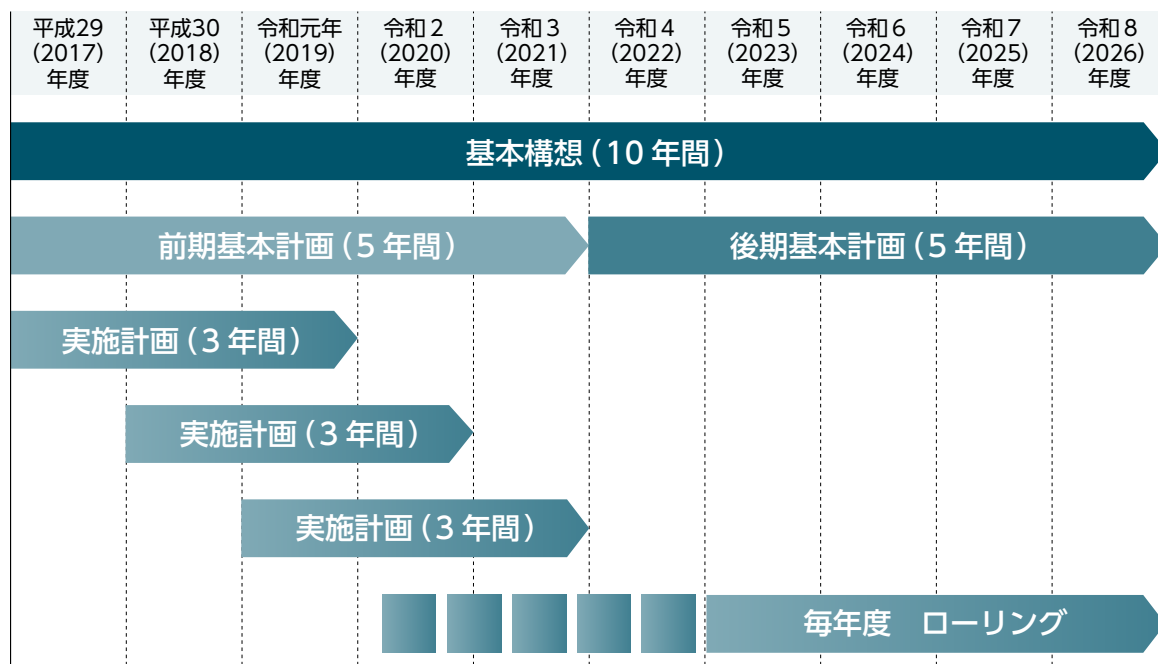 平成29
(2017)
年度
平成30
(2018)
年度
令和元年
(2019)
年度
令和2
(2020)
年度
令和3
(2021)
年度
令和4
(2022)
年度
令和5
(2023)
年度
令和6
(2024)
年度
令和7
(2025)
年度
令和8
(2026)
年度
基本構想(10年間)
前期基本計画(5年間)
後期基本計画(5年間)
実施計画(3年間)
実施計画(3年間)
実施計画(3年間)
毎年度　ローリング